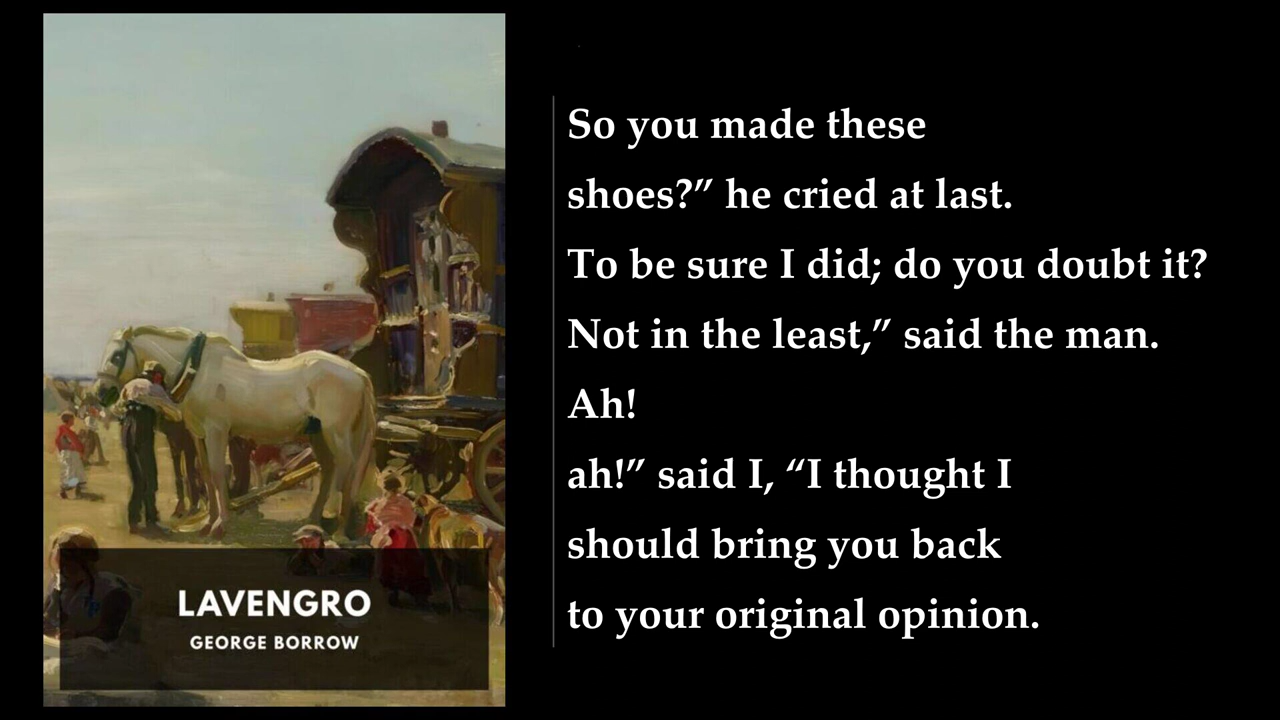 LAVENGRO
GEORGE BORROW
So you made these
shoes?” he cried at last.
To be sure I did; do you doubt it?
Not in the least,” said the man.
Ah!
ah!” said I, “I thought I
should bring you back
to your original opinion.